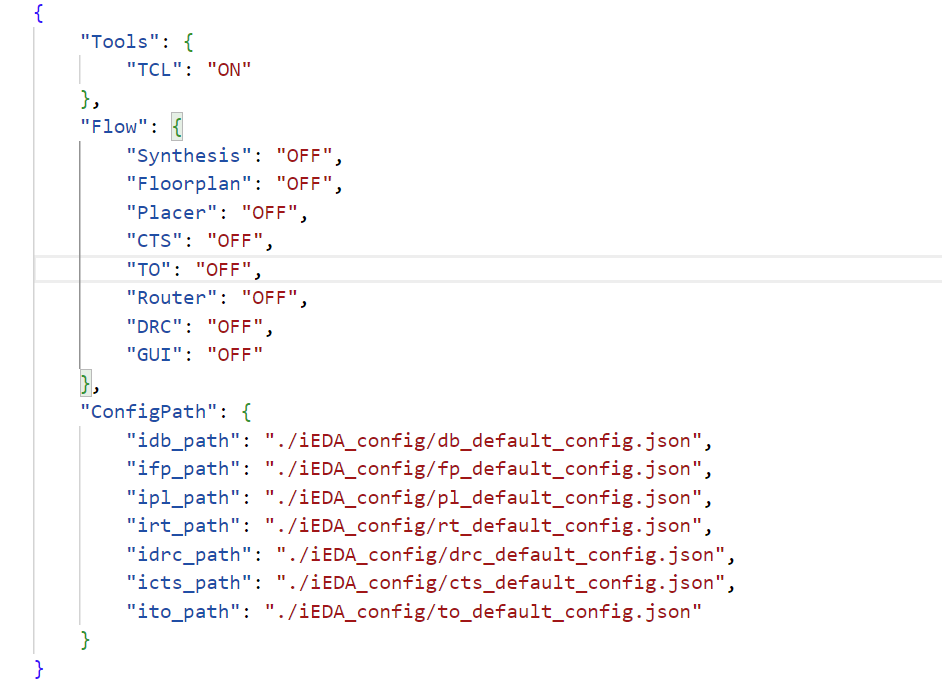 {
    "Tools": {
        "TCL": "ON"
    },
    "Flow": {
        "Synthesis": "OFF",
        "Floorplan": "OFF",
        "Placer": "OFF",
        "CTS": "OFF",
        "TO": "OFF",
        "Router": "OFF",
        "DRC": "OFF",
        "GUI": "OFF"
    },
    "ConfigPath": {
        "idb_path": "./iEDA_config/db_default_config.json",
        "ifp_path": "./iEDA_config/fp_default_config.json",
        "ipl_path": "./iEDA_config/pl_default_config.json",
        "irt_path": "./iEDA_config/rt_default_config.json",
        "idrc_path": "./iEDA_config/drc_default_config.json",
        "icts_path": "./iEDA_config/cts_default_config.json",
        "ito_path": "./iEDA_config/to_default_config.json"
    }
}